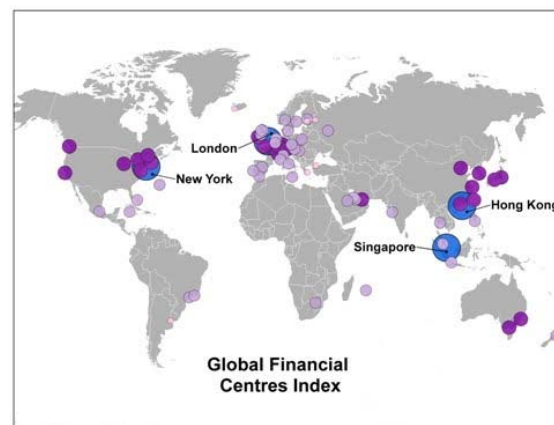 London
New York
Hong Kong
Singapore
Global Financial
Centres Index